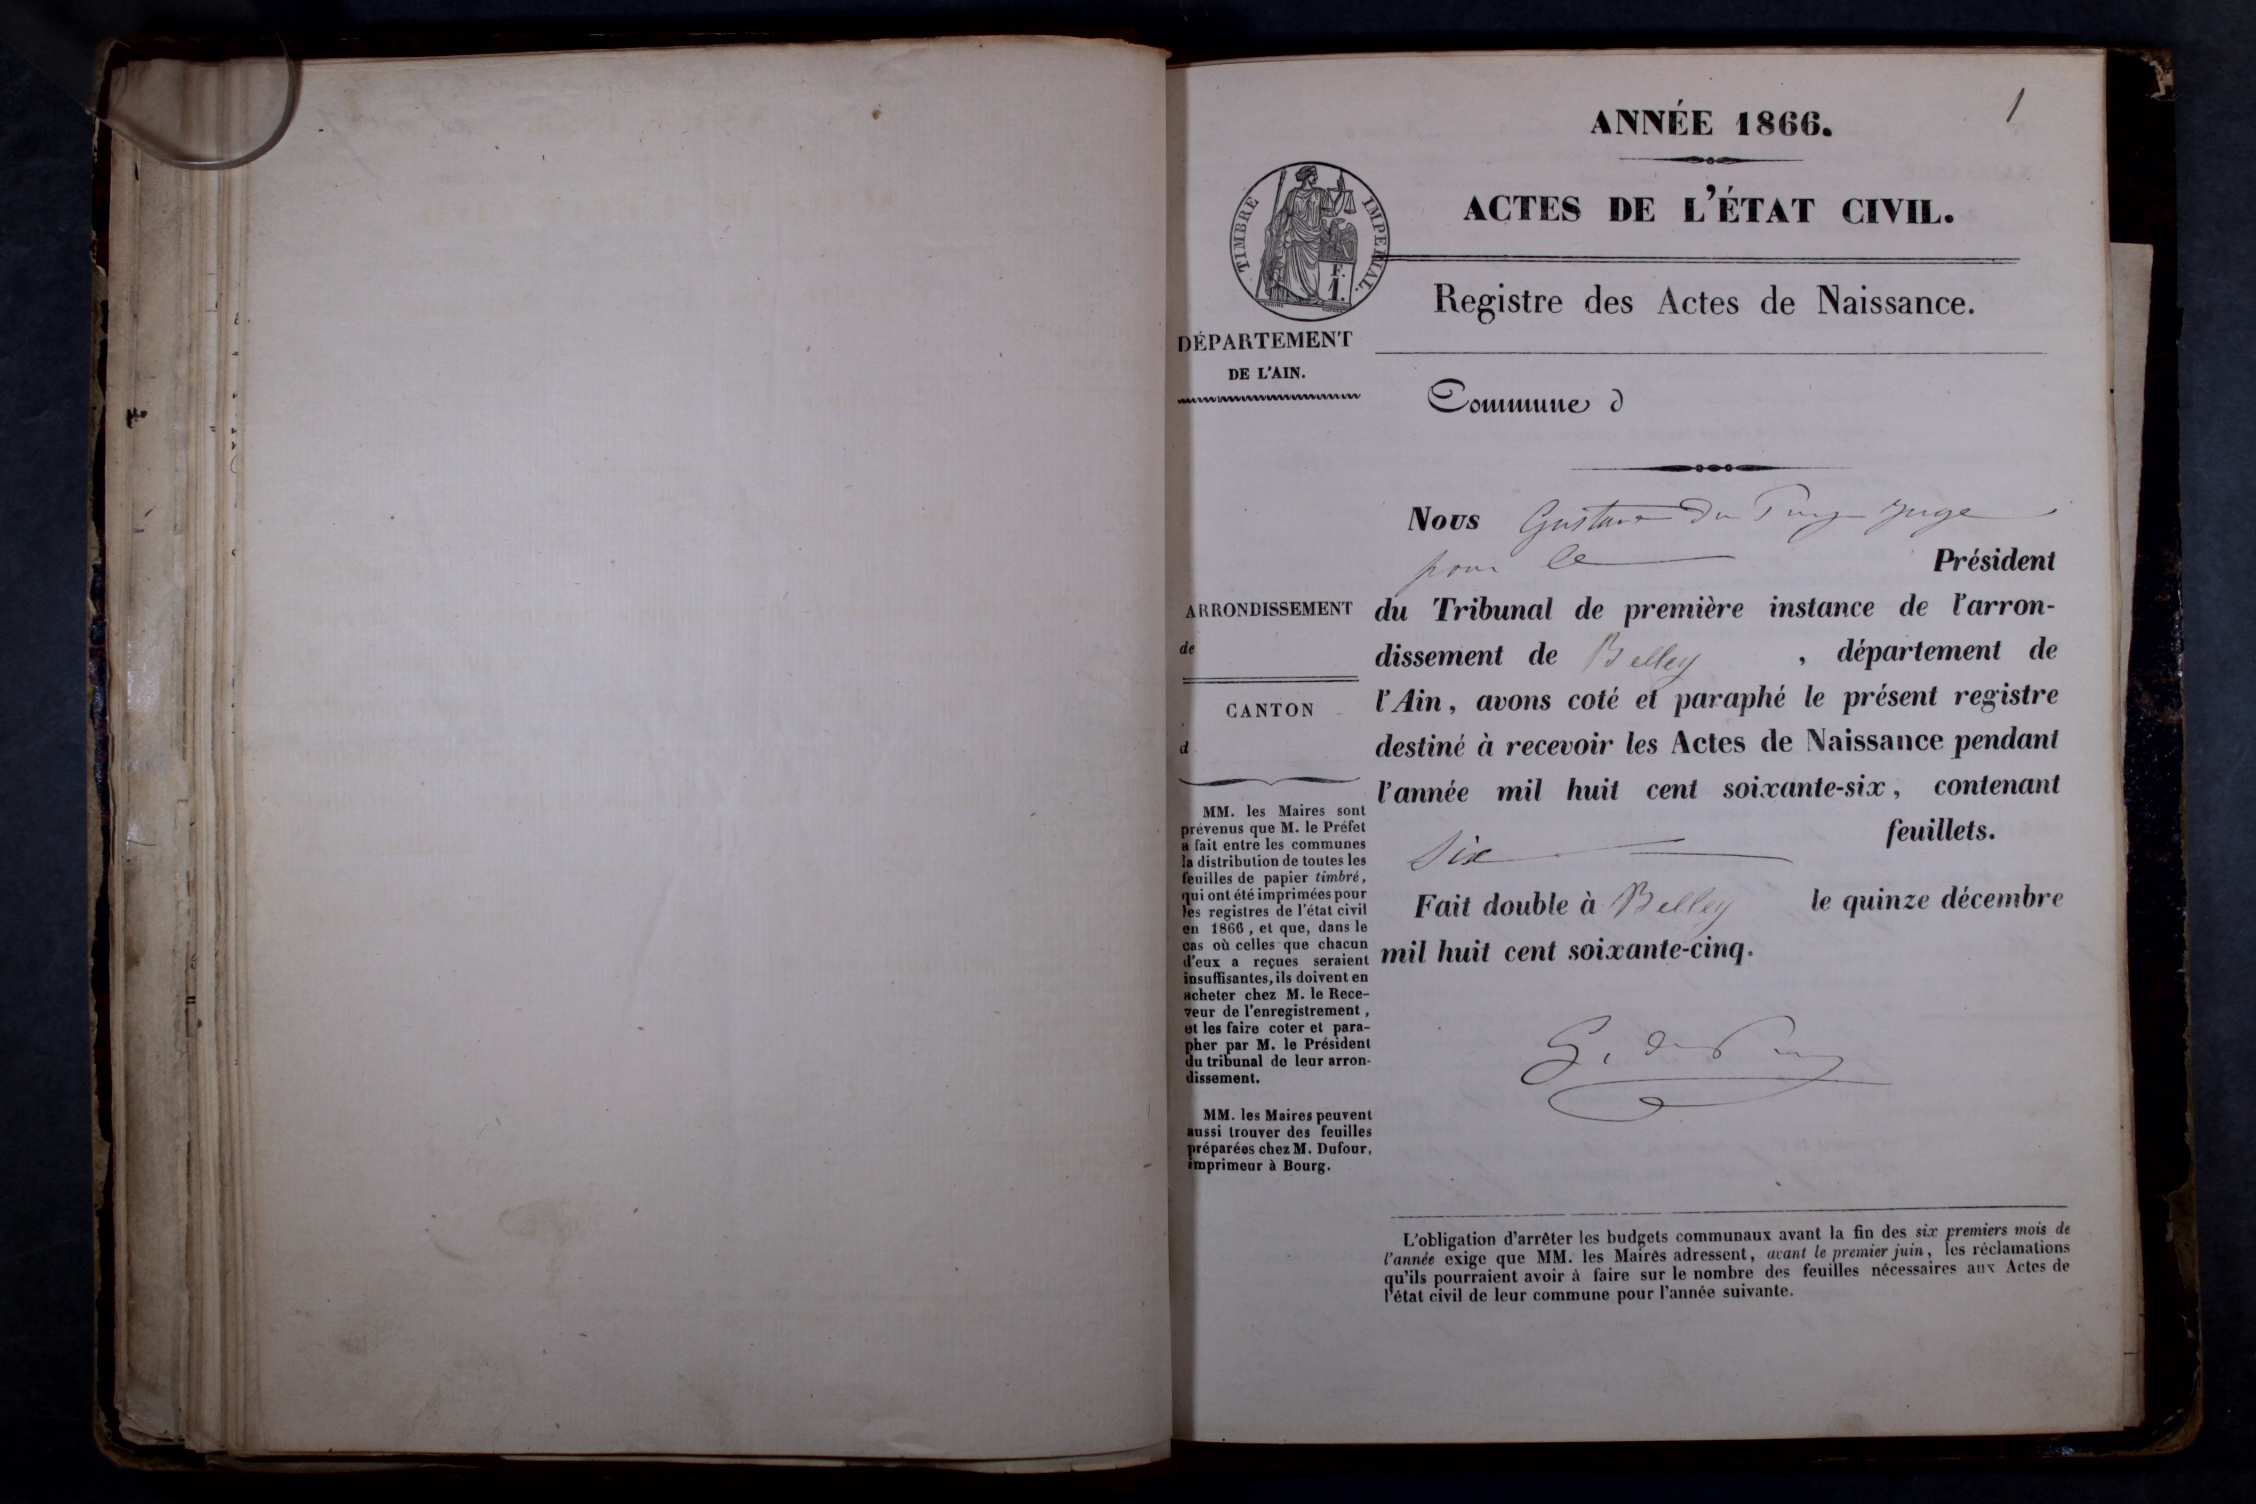 1
ANNÉE 1866.
ACTES DE L'ÉTAT CIVIL.
TIMBRE IMPERIAL.
F.
1.
Registre des Actes de Naissance.
DÉPARTEMENT
DE L'AIN.
Commune d
Nous Gustave du Puy juge
pour le Président
du Tribunal de première instance de l'arron-
dissement de Belley, département de
l'Ain, avons coté et paraphé le présent registre
destiné à recevoir les Actes de Naissance pendant
l'année mil huit cent soixante-six, contenant
six feuillets.
Fait double à Belley le quinze décembre
mil huit cent soixante-cinq.
G. du Puy
ARRONDISSEMENT
de
CANTON
d
MM. les Maires sont
prévenus que M. le Préfet
a fait entre les communes
la distribution de toutes les
feuilles de papier timbré,
qui ont été imprimées pour
les registres de l'état civil
en 1866, et que, dans le
cas où celles que chacun
d'eux a reçues seraient
insuffisantes, ils doivent en
acheter chez M. le Rece-
veur de l'enregistrement,
et les faire coter et para-
pher par M. le Président
du tribunal de leur arron-
dissement.
MM. les Maires peuvent
aussi trouver des feuilles
préparées chez M. Dufour,
imprimeur à Bourg.
L'obligation d'arrêter les budgets communaux avant la fin des six premiers mois de
l'année exige que MM. les Maires adressent, avant le premier juin, les réclamations
qu'ils pourraient avoir à faire sur le nombre des feuilles nécessaires aux Actes de
l'état civil de leur commune pour l'année suivante.